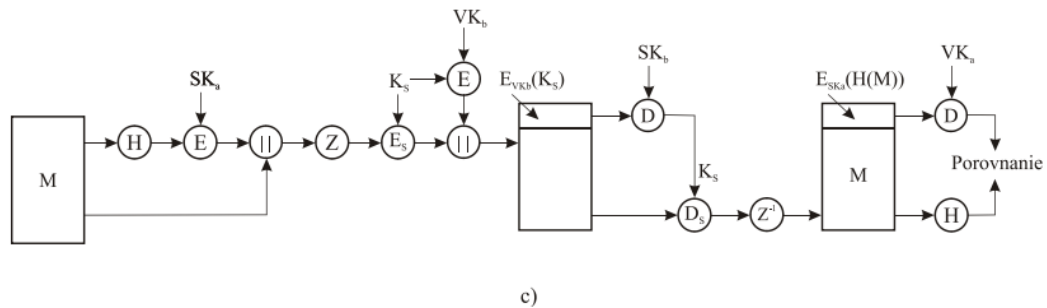 VK_b
SK_b
VK_a
SK_a
K_S
E
E_VKb(K_S)
E_SKa(H(M))
D
D
M
H
E
||
Z
E_S
||
Porovnanie
M
K_S
D_S
Z^-1
H
c)